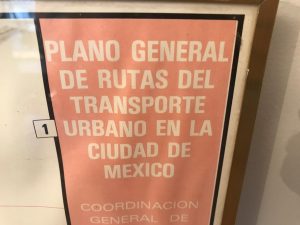 PLANO GENERAL
DE RUTAS DEL
TRANSPORTE
1
URBANO EN LA
CIUDAD DE
MEXICO
COORDINACION
GENERAL DE